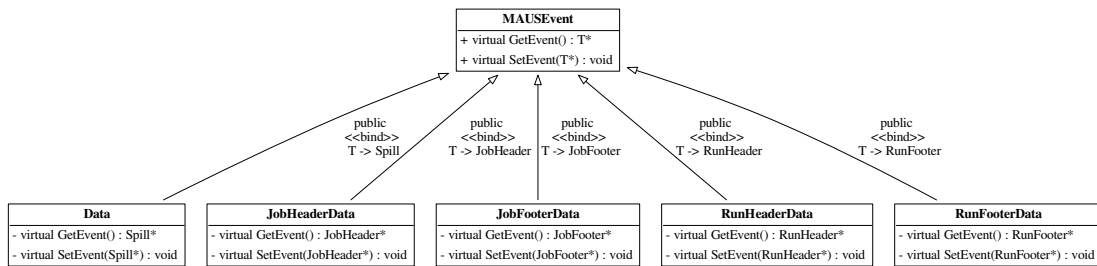 MAUSEvent
+ virtual GetEvent() : T*
+ virtual SetEvent(T*) : void
public
<<bind>>
T -> Spill
public
<<bind>>
T -> JobHeader
public
<<bind>>
T -> JobFooter
public
<<bind>>
T -> RunHeader
public
<<bind>>
T -> RunFooter
Data
- virtual GetEvent() : Spill*
- virtual SetEvent(Spill*) : void
JobHeaderData
- virtual GetEvent() : JobHeader*
- virtual SetEvent(JobHeader*) : void
JobFooterData
- virtual GetEvent() : JobFooter*
- virtual SetEvent(JobFooter*) : void
RunHeaderData
- virtual GetEvent() : RunHeader*
- virtual SetEvent(RunHeader*) : void
RunFooterData
- virtual GetEvent() : RunFooter*
- virtual SetEvent(RunFooter*) : void